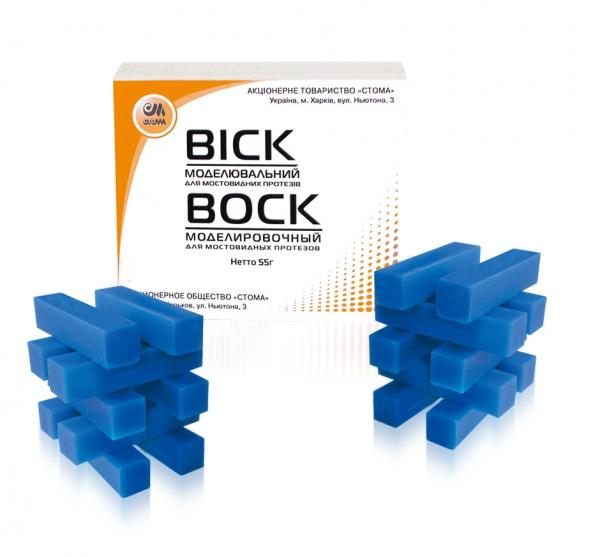 АКЦІОНЕРНЕ ТОВАРИСТВО «СТОМА»
Україна, м. Харків, вул. Ньютона, 3
СТОМА
ВІСК
МОДЕЛЮВАЛЬНИЙ
ДЛЯ МОСТОВИДНИХ ПРОТЕЗІВ
ВОСК
МОДЕЛИРОВОЧНЫЙ
ДЛЯ МОСТОВИДНЫХ ПРОТЕЗОВ
Нетто 55г
ОБЩЕСТВО «СТОМА»
ул. Ньютона, 3